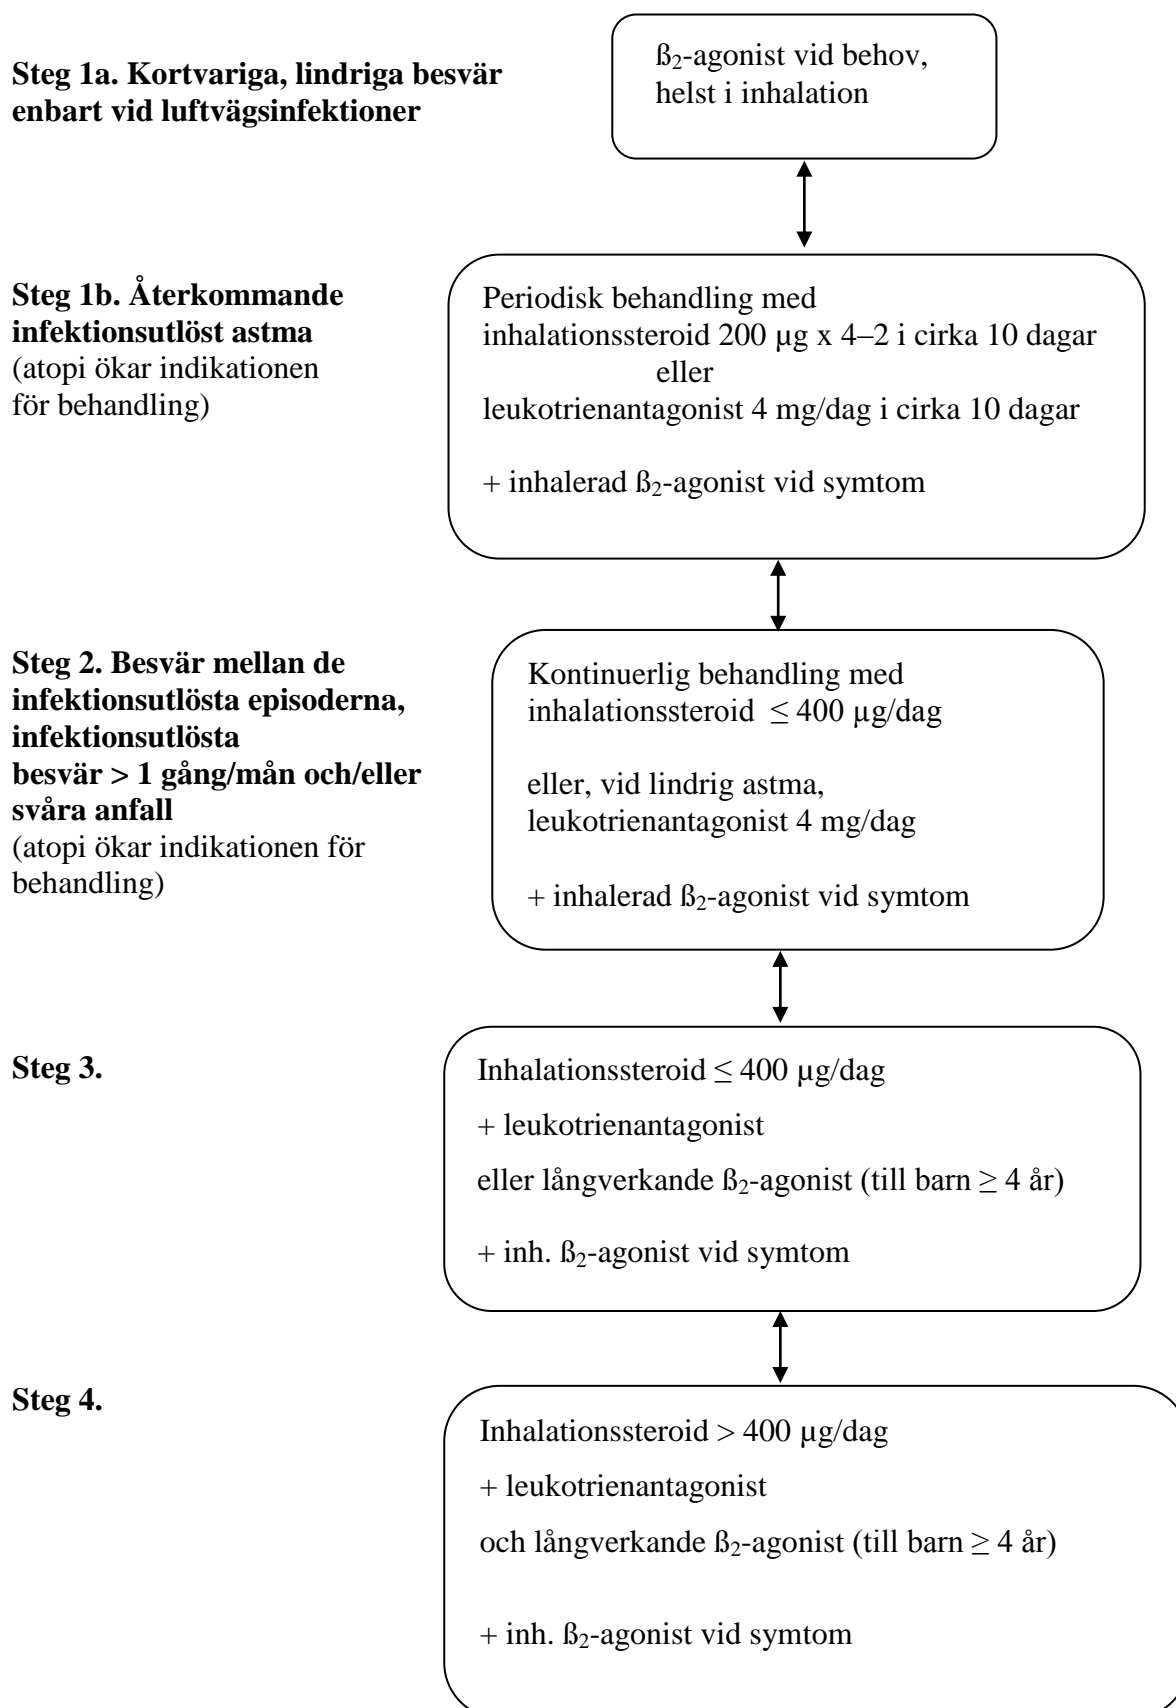 Steg 1a. Kortvariga, lindriga besvär
enbart vid luftvägsinfektioner
ß₂-agonist vid behov,
helst i inhalation
Steg 1b. Återkommande
infektionsutlöst astma
(atopi ökar indikationen
för behandling)
Periodisk behandling med
inhalationssteroid 200 µg x 4–2 i cirka 10 dagar
eller
leukotrienantagonist 4 mg/dag i cirka 10 dagar
+ inhalerad ß₂-agonist vid symtom
Steg 2. Besvär mellan de
infektionsutlösta episoderna,
infektionsutlösta
besvär > 1 gång/mån och/eller
svåra anfall
(atopi ökar indikationen för
behandling)
Kontinuerlig behandling med
inhalationssteroid ≤ 400 µg/dag
eller, vid lindrig astma,
leukotrienantagonist 4 mg/dag
+ inhalerad ß₂-agonist vid symtom
Steg 3.
Inhalationssteroid ≤ 400 µg/dag
+ leukotrienantagonist
eller långverkande ß₂-agonist (till barn ≥ 4 år)
+ inh. ß₂-agonist vid symtom
Steg 4.
Inhalationssteroid > 400 µg/dag
+ leukotrienantagonist
och långverkande ß₂-agonist (till barn ≥ 4 år)
+ inh. ß₂-agonist vid symtom